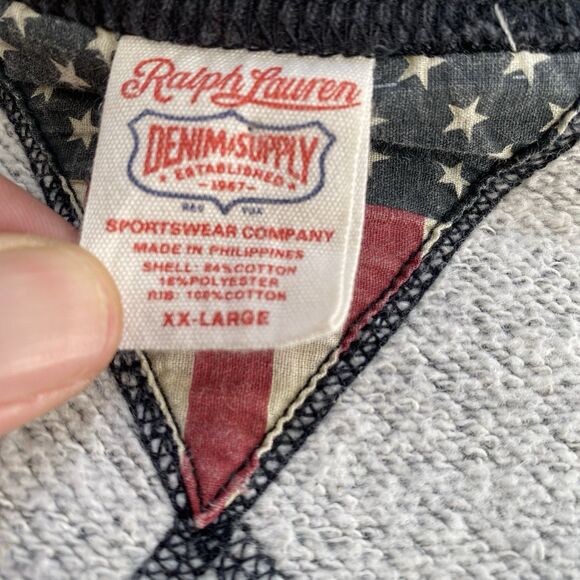 Ralph Lauren
DENIM & SUPPLY
ESTABLISHED
-1967-
SPORTSWEAR COMPANY
MADE IN PHILIPPINES
SHELL: 84% COTTON
16% POLYESTER
RIB: 100% COTTON
XX-LARGE